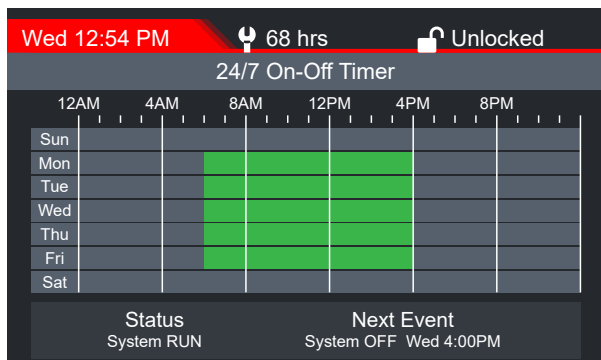 Wed 12:54 PM 68 hrs Unlocked
24/7 On-Off Timer
12AM 4AM 8AM 12PM 4PM 8PM
Sun
Mon
Tue
Wed
Thu
Fri
Sat
Status Next Event
System RUN System OFF Wed 4:00PM